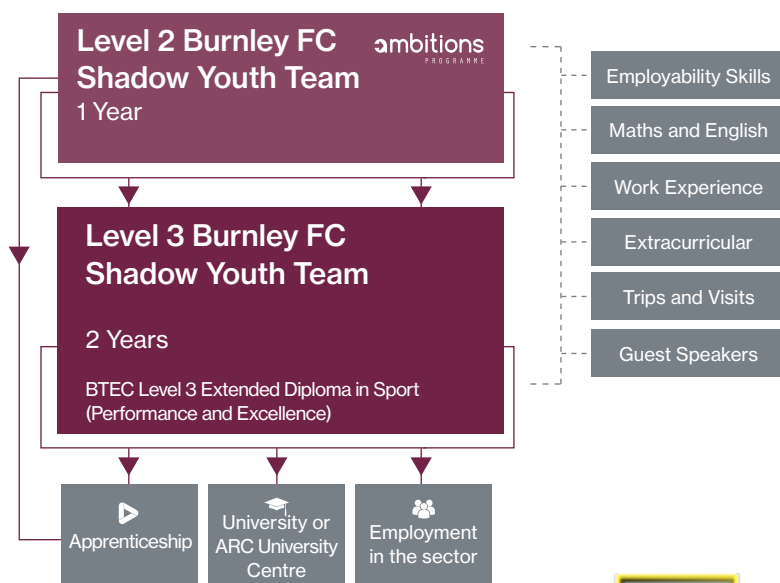 Level 2 Burnley FC
Shadow Youth Team
1 Year
ambitions
PROGRAMME
Level 3 Burnley FC
Shadow Youth Team
2 Years
BTEC Level 3 Extended Diploma in Sport
(Performance and Excellence)
Apprenticeship
University or
ARC University
Centre
Employment
in the sector
Employability Skills
Maths and English
Work Experience
Extracurricular
Trips and Visits
Guest Speakers